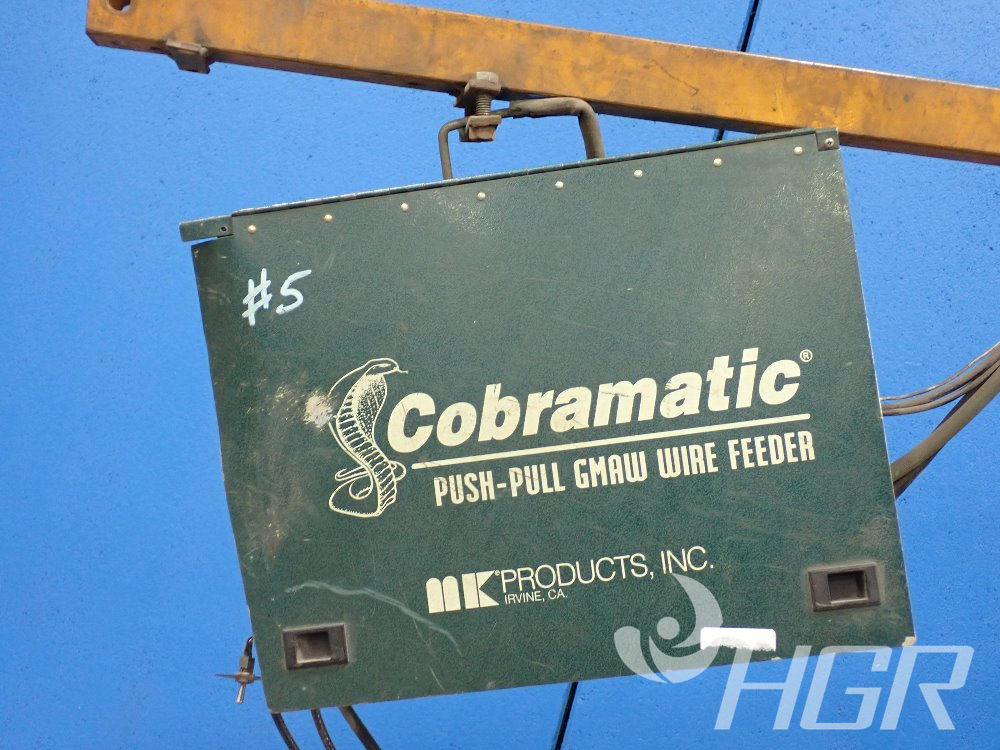 #5
Cobramatic®
PUSH-PULL GMAW WIRE FEEDER
MK® PRODUCTS, INC.
IRVINE, CA.
HGR